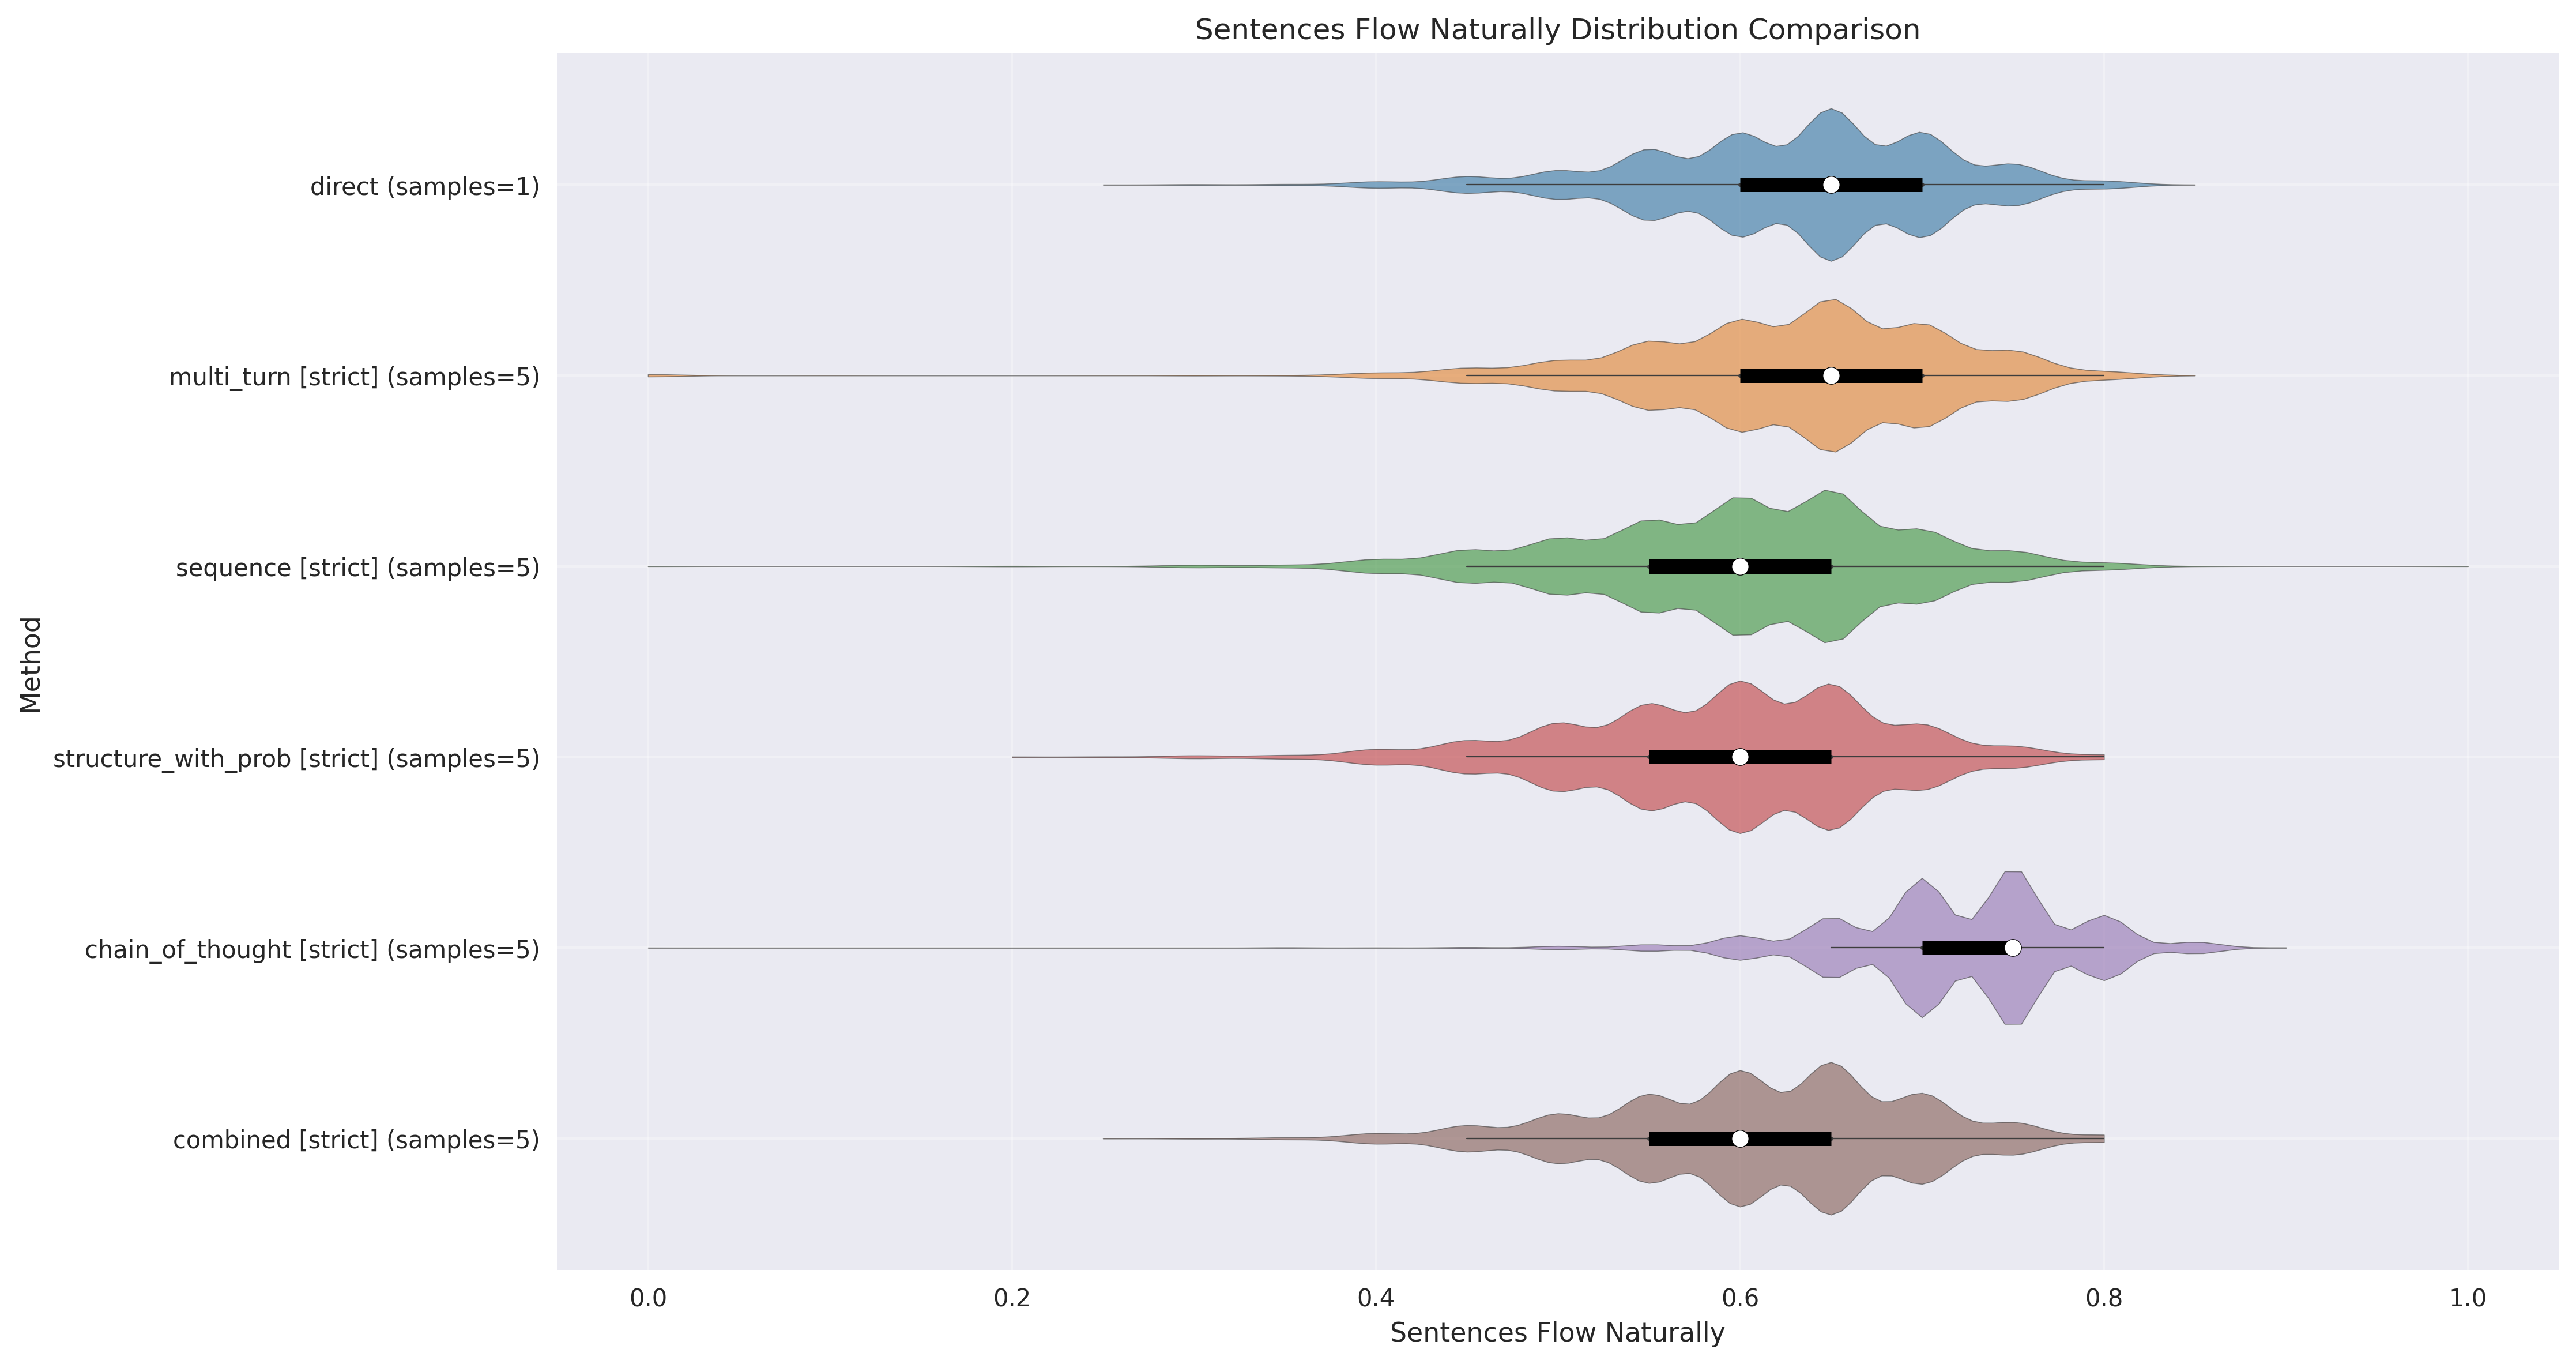 Sentences Flow Naturally Distribution Comparison
Method
direct (samples=1)
multi_turn [strict] (samples=5)
sequence [strict] (samples=5)
structure_with_prob [strict] (samples=5)
chain_of_thought [strict] (samples=5)
combined [strict] (samples=5)
0.0 0.2 0.4 0.6 0.8 1.0
Sentences Flow Naturally